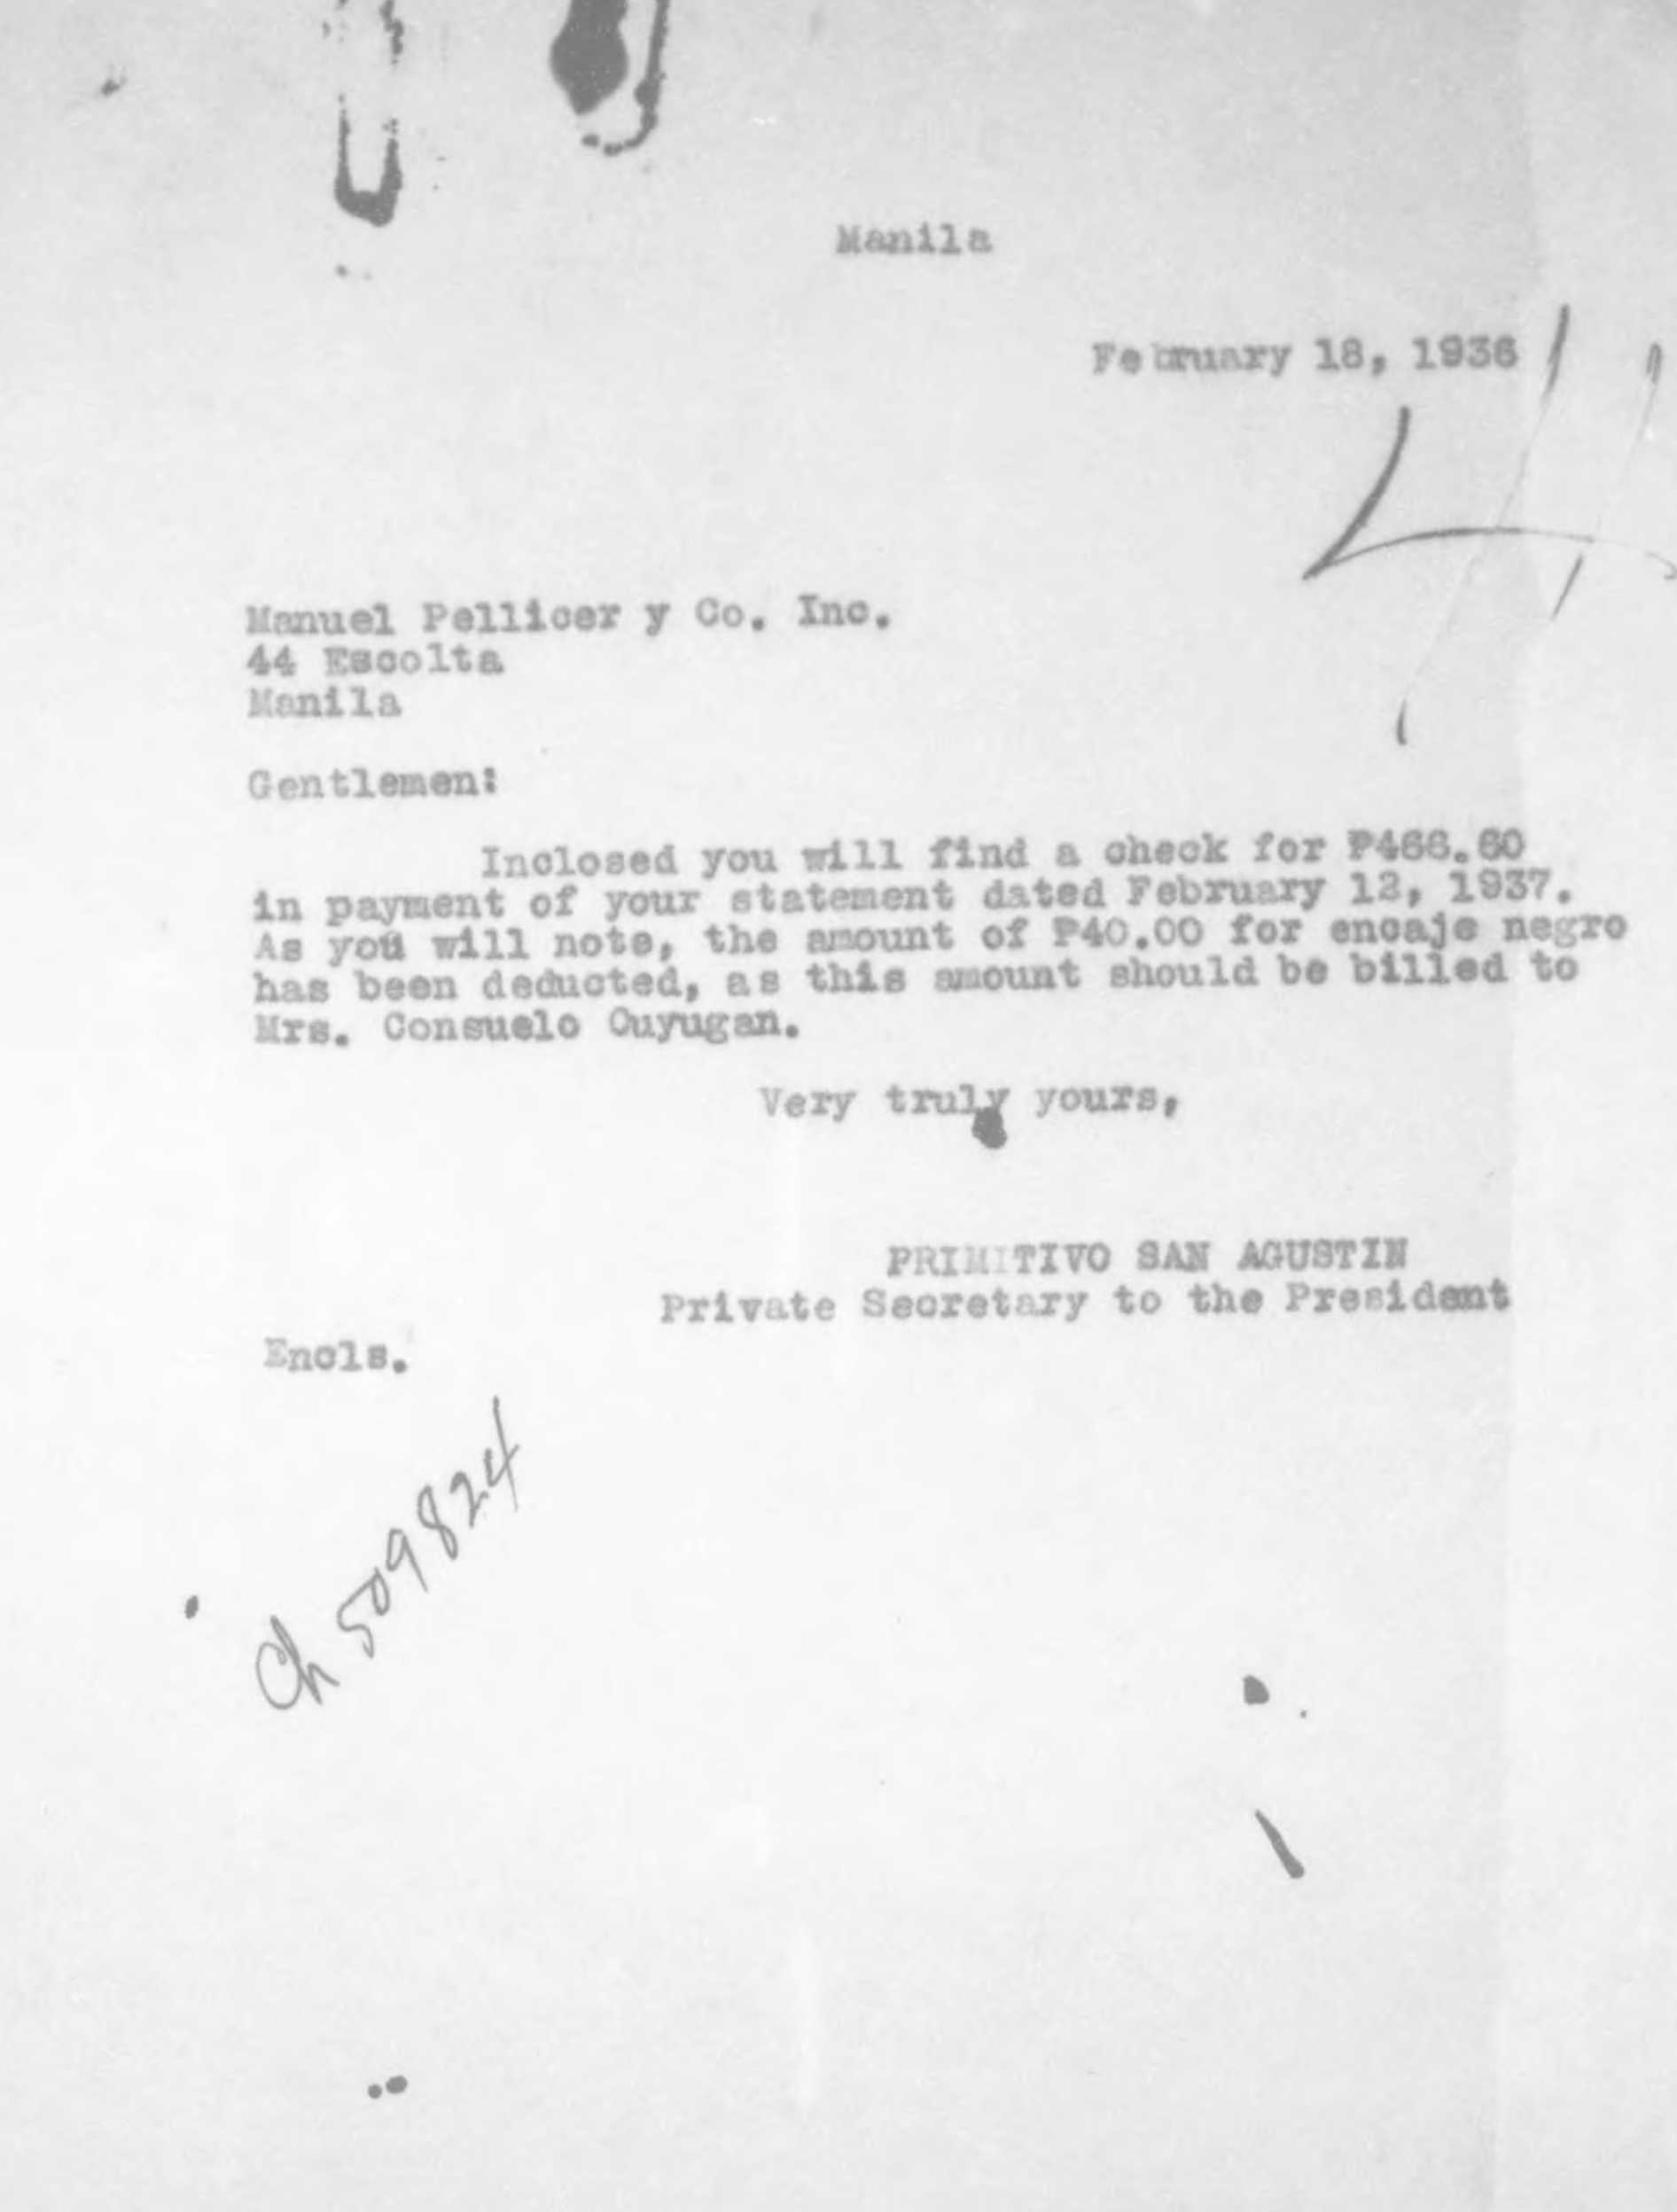 Manila
February 18, 1936
Manuel Pellicer y Co. Inc.
44 Escolta
Manila
Gentlemen:
Inclosed you will find a check for ₱466.60
in payment of your statement dated February 12, 1937.
As you will note, the amount of ₱40.00 for encaje negro
has been deducted, as this amount should be billed to
Mrs. Consuelo Cuyugan.
Very truly yours,
PRIMITIVO SAN AGUSTIN
Private Secretary to the President
Encls.
Ch 509824